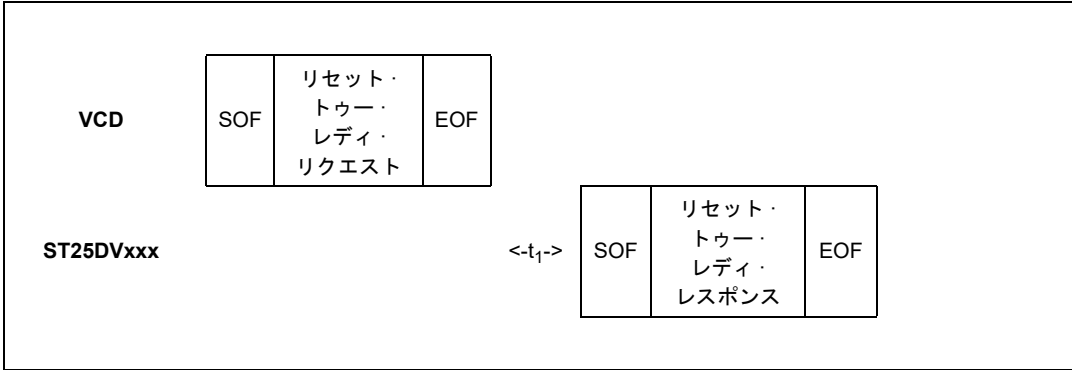 VCD
SOF
リセット・
トゥー・
レディ・
リクエスト
EOF
ST25DVxxx
<-t₁->
SOF
リセット・
トゥー・
レディ・
レスポンス
EOF